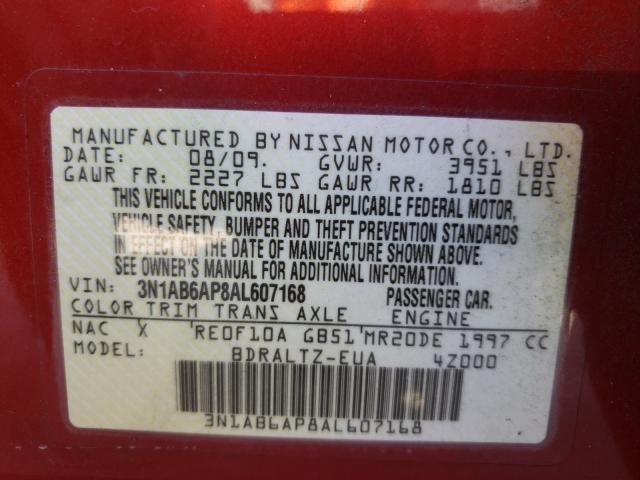 MANUFACTURED BY NISSAN MOTOR CO., LTD.
DATE: 08/09. GVWR: 3951 LBS
GAWR FR: 2227 LBS GAWR RR: 1810 LBS
THIS VEHICLE CONFORMS TO ALL APPLICABLE FEDERAL MOTOR,
VEHICLE SAFETY, BUMPER AND THEFT PREVENTION STANDARDS
IN EFFECT ON THE DATE OF MANUFACTURE SHOWN ABOVE.
SEE OWNER'S MANUAL FOR ADDITIONAL INFORMATION.
VIN: 3N1AB6AP8AL607168 PASSENGER CAR.
COLOR TRIM TRANS AXLE ENGINE
NAC X RE0F10A GB51 MR20DE 1997 CC
MODEL: BDRALTZ-EUA 4Z000
3N1AB6AP8AL607168